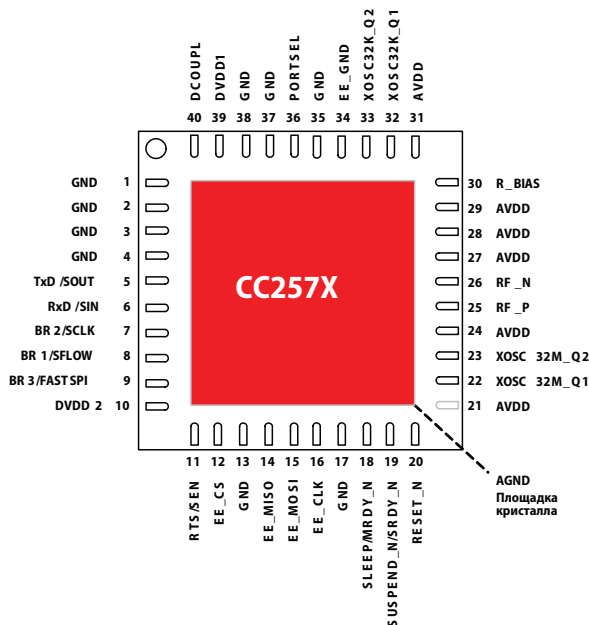 DCOUPL
DVDD1
GND
GND
PORTSEL
GND
EE_GND
XOSC32K_Q2
XOSC32K_Q1
AVDD
40 39 38 37 36 35 34 33 32 31
GND 1
GND 2
GND 3
GND 4
TxD /SOUT 5
RxD /SIN 6
BR 2/SCLK 7
BR 1/SFLOW 8
BR 3/FAST SPI 9
DVDD 2 10
CC257X
30 R_BIAS
29 AVDD
28 AVDD
27 AVDD
26 RF_N
25 RF_P
24 AVDD
23 XOSC 32M_Q2
22 XOSC 32M_Q1
21 AVDD
11 12 13 14 15 16 17 18 19 20
RTS/SEN
EE_CS
GND
EE_MISO
EE_MOSI
EE_CLK
GND
SLEEP/MRDY_N
SUSPEND_N/SRDY_N
RESET_N
AGND
Площадка
кристалла